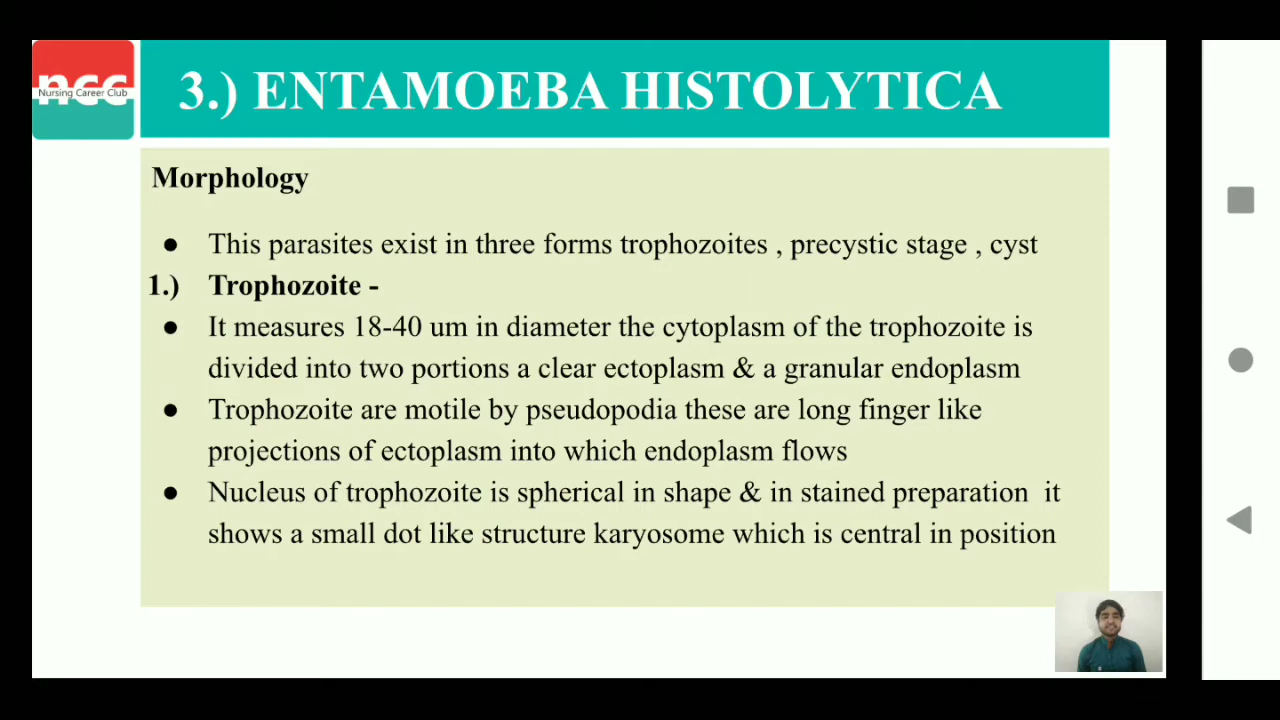 ncc
Nursing Career Club
3.) ENTAMOEBA HISTOLYTICA
Morphology
● This parasites exist in three forms trophozoites , precystic stage , cyst
1.) Trophozoite -
● It measures 18-40 um in diameter the cytoplasm of the trophozoite is
divided into two portions a clear ectoplasm & a granular endoplasm
● Trophozoite are motile by pseudopodia these are long finger like
projections of ectoplasm into which endoplasm flows
● Nucleus of trophozoite is spherical in shape & in stained preparation it
shows a small dot like structure karyosome which is central in position